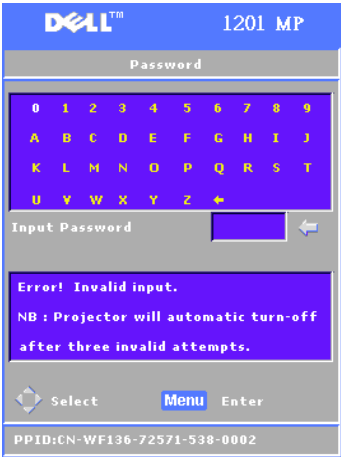 DELL™ 1201 MP
Password
0 1 2 3 4 5 6 7 8 9
A B C D E F G H I J
K L M N O P Q R S T
U V W X Y Z ←
Input Password
Error! Invalid input.
NB : Projector will automatic turn-off
after three invalid attempts.
Select Menu Enter
PPID:CN-WF136-72571-538-0002